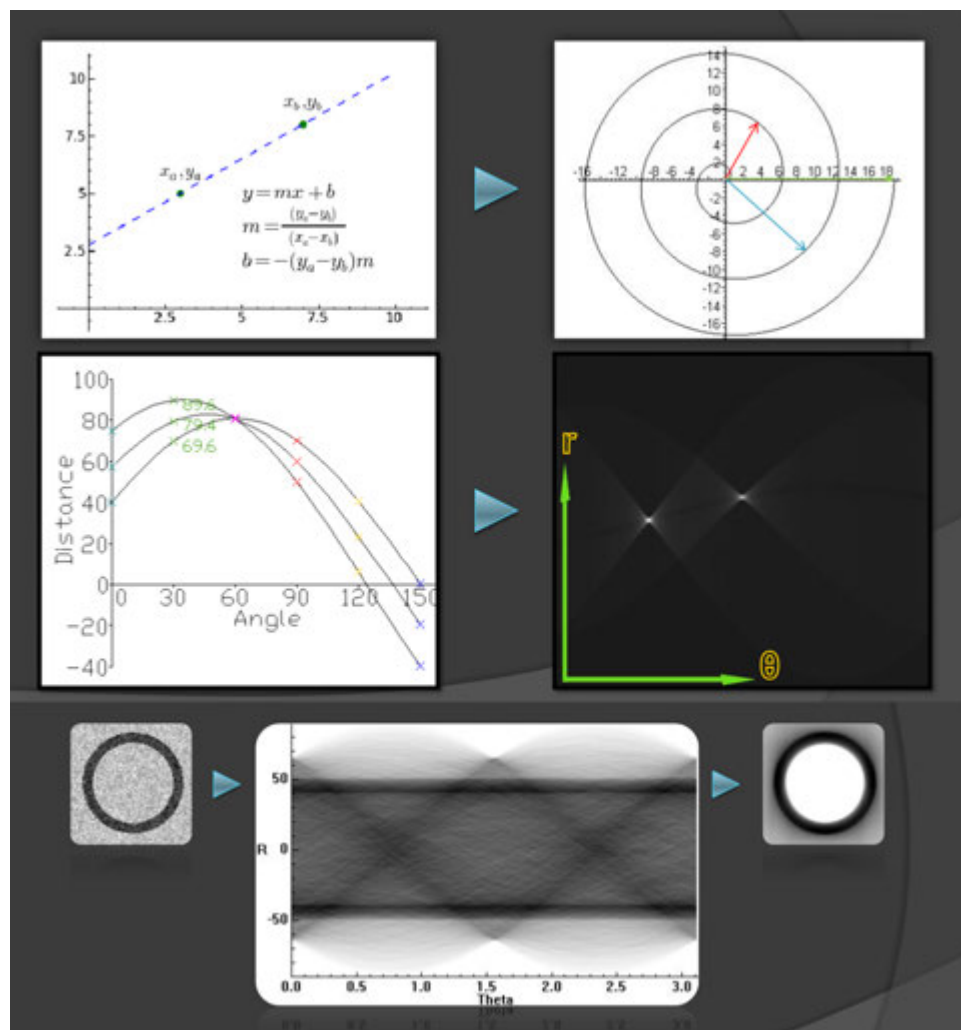 10
7.5
5
2.5
2.5
5
7.5
10
x_b,y_b
x_a,y_a
y=mx+b
m=(y_a-y_b)/(x_a-x_b)
b=-(y_a-y_b)m
14
12
10
8
6
4
2
-16 -12 -8 -6 -4 2 4 6 8 10 12 14 16 18
-2
-4
-6
-8
-10
-12
-14
-16
100
80
60
40
20
0
-20
-40
Distance
89.6
79.4
69.6
0 30 60 90 120 150
Angle
r
θ
50
R 0
-50
0.0 0.5 1.0 1.5 2.0 2.5 3.0
Theta